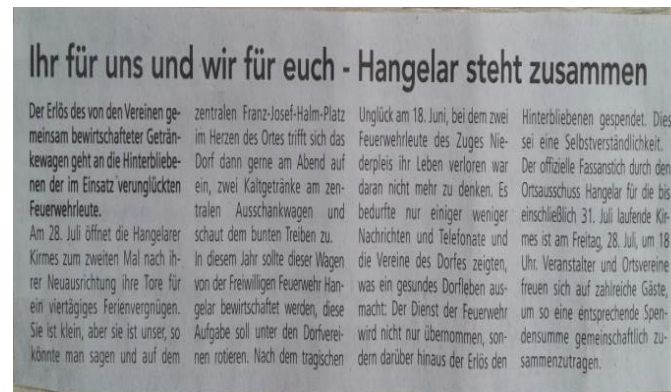 Ihr für uns und wir für euch - Hangelar steht zusammen
Der Erlös des von den Vereinen ge-
meinsam bewirtschafteter Geträn-
kewagen geht an die Hinterbliebe-
nen der im Einsatz verunglückten
Feuerwehrleute.
Am 28. Juli öffnet die Hangelarer
Kirmes zum zweiten Mal nach ih-
rer Neuausrichtung ihre Tore für
ein viertägiges Ferienvergnügen.
Sie ist klein, aber sie ist unser, so
könnte man sagen und auf dem
zentralen Franz-Josef-Halm-Platz
im Herzen des Ortes trifft sich das
Dorf dann gerne am Abend auf
ein, zwei Kaltgetränke am zen-
tralen Ausschankwagen und
schaut dem bunten Treiben zu.
In diesem Jahr sollte dieser Wagen
von der Freiwilligen Feuerwehr Han-
gelar bewirtschaftet werden, diese
Aufgabe soll unter den Dorfverei-
nen rotieren. Nach dem tragischen
Unglück am 18. Juni, bei dem zwei
Feuerwehrleute des Zuges Nie-
derpleis ihr Leben verloren war
daran nicht mehr zu denken. Es
bedurfte nur einiger weniger
Nachrichten und Telefonate und
die Vereine des Dorfes zeigten,
was ein gesundes Dorfleben aus-
macht: Der Dienst der Feuerwehr
wird nicht nur übernommen, son-
dern darüber hinaus der Erlös den
Hinterbliebenen gespendet. Dies
sei eine Selbstverständlichkeit.
Der offizielle Fassanstich durch den
Ortsausschuss Hangelar für die bis
einschließlich 31. Juli laufende Kir-
mes ist am Freitag, 28. Juli, um 18
Uhr. Veranstalter und Ortsvereine
freuen sich auf zahlreiche Gäste,
um so eine entsprechende Spen-
densumme gemeinschaftlich zu-
sammenzutragen.